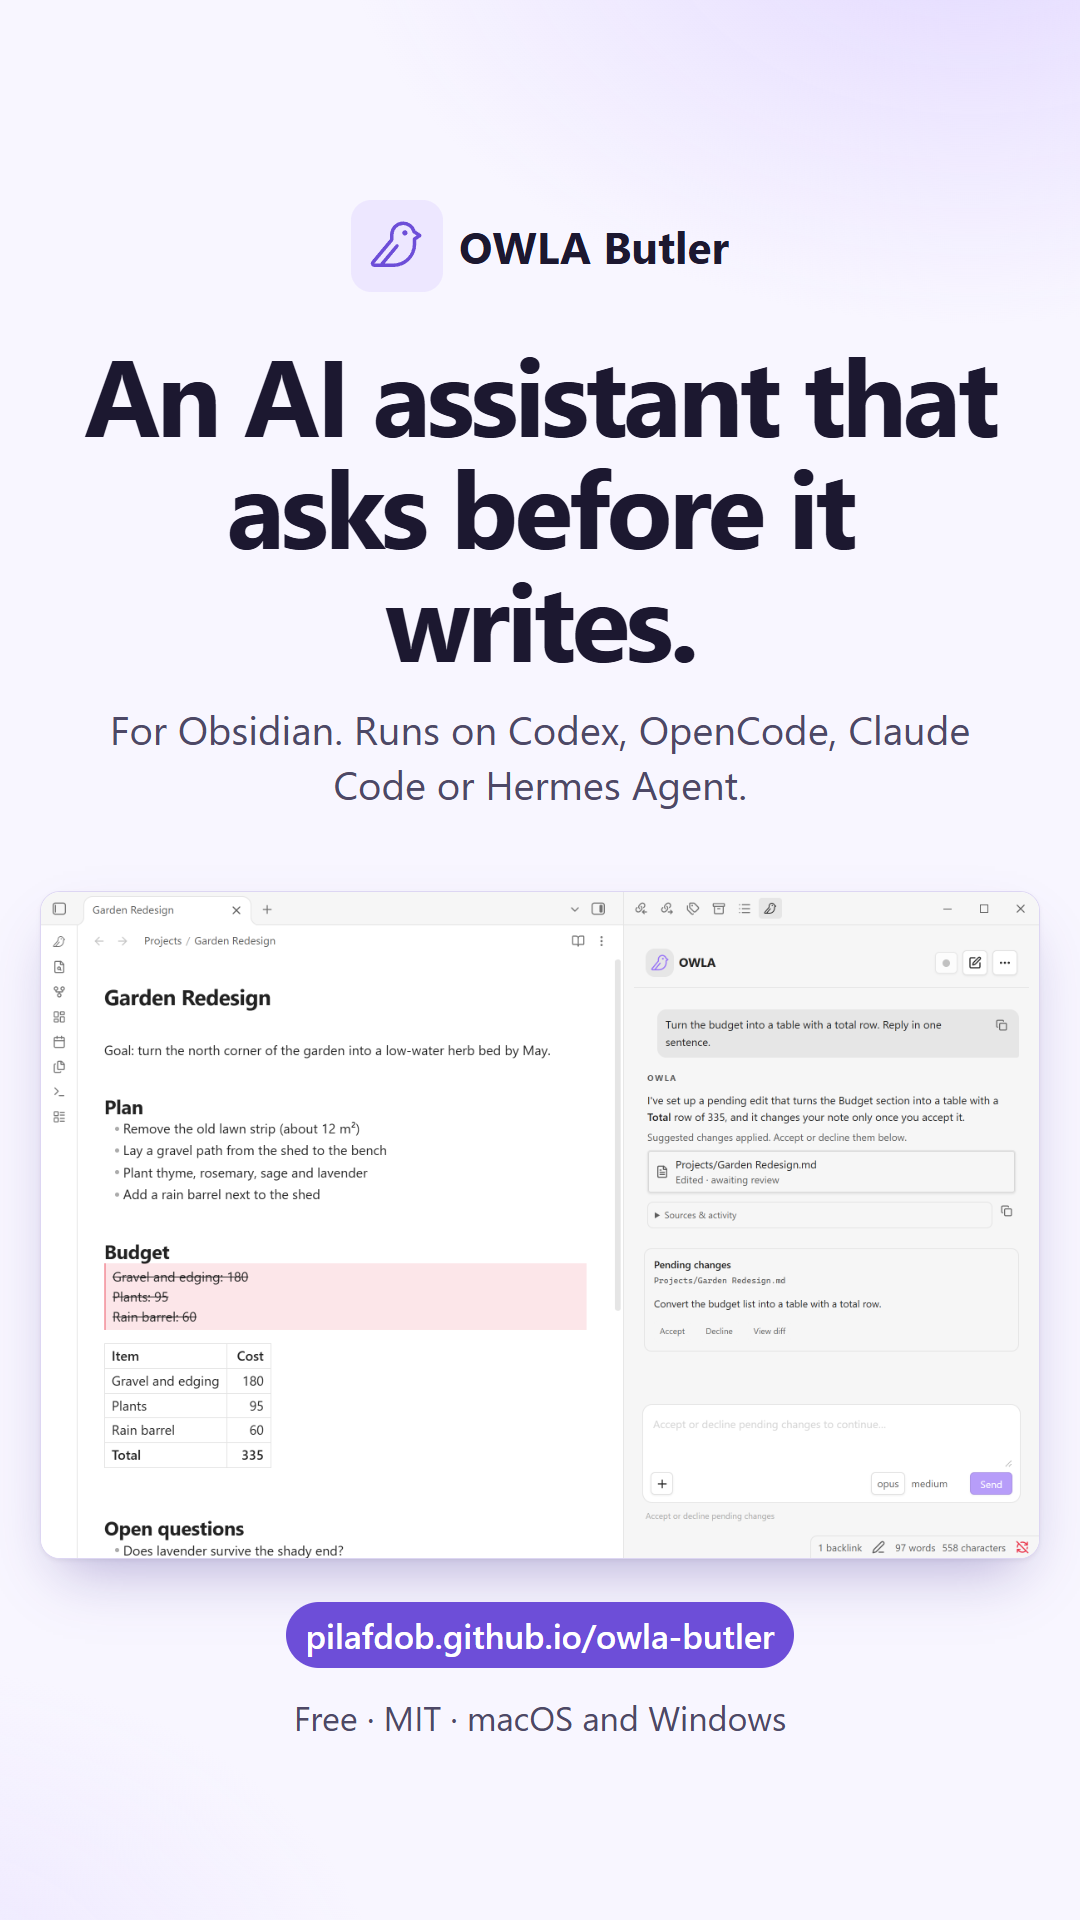 OWLA Butler
An AI assistant that
asks before it
writes.
For Obsidian. Runs on Codex, OpenCode, Claude
Code or Hermes Agent.
Garden Redesign
Projects / Garden Redesign
Garden Redesign
Goal: turn the north corner of the garden into a low-water herb bed by May.
Plan
• Remove the old lawn strip (about 12 m²)
• Lay a gravel path from the shed to the bench
• Plant thyme, rosemary, sage and lavender
• Add a rain barrel next to the shed
Budget
Gravel and edging: 180
Plants: 95
Rain barrel: 60
Item Cost
Gravel and edging 180
Plants 95
Rain barrel 60
Total 335
Open questions
• Does lavender survive the shady end?
OWLA
Turn the budget into a table with a total row. Reply in one
sentence.
OWLA
I've set up a pending edit that turns the Budget section into a table with a
Total row of 335, and it changes your note only once you accept it.
Suggested changes applied. Accept or decline them below.
Projects/Garden Redesign.md
Edited · awaiting review
Sources & activity
Pending changes
Projects/Garden Redesign.md
Convert the budget list into a table with a total row.
Accept Decline View diff
Accept or decline pending changes to continue...
opus medium Send
Accept or decline pending changes
1 backlink 97 words 558 characters
pilafdob.github.io/owla-butler
Free · MIT · macOS and Windows